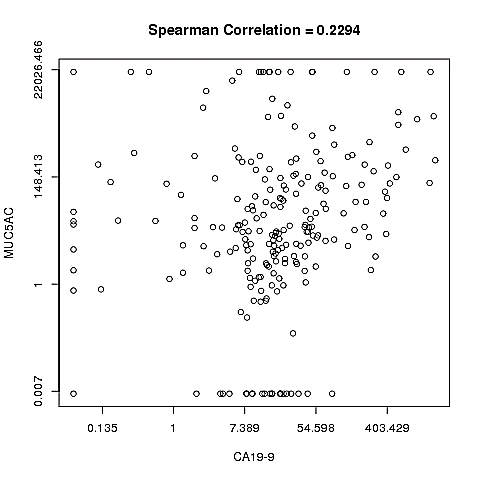 Spearman Correlation = 0.2294
MUC5AC
22026.466
148.413
1
0.007
0.135 1 7.389 54.598 403.429
CA19-9